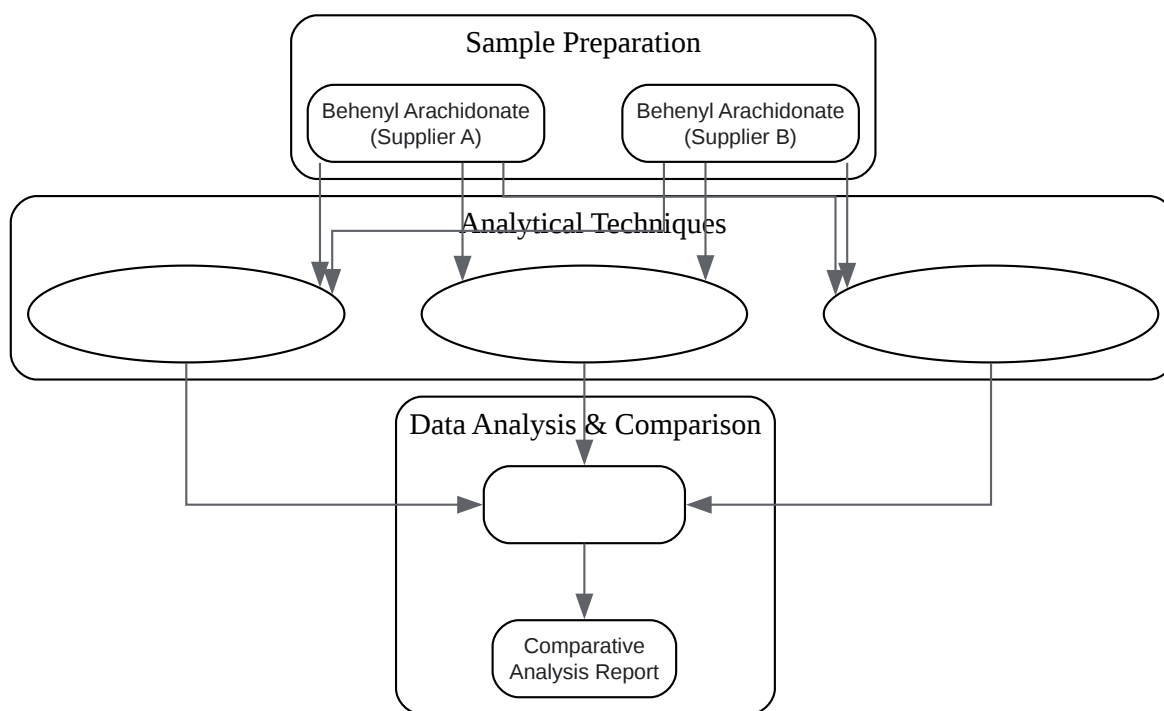 Sample Preparation
Behenyl Arachidonate
(Supplier A)
Behenyl Arachidonate
(Supplier B)
Analytical Techniques
Data Analysis & Comparison
Comparative
Analysis Report